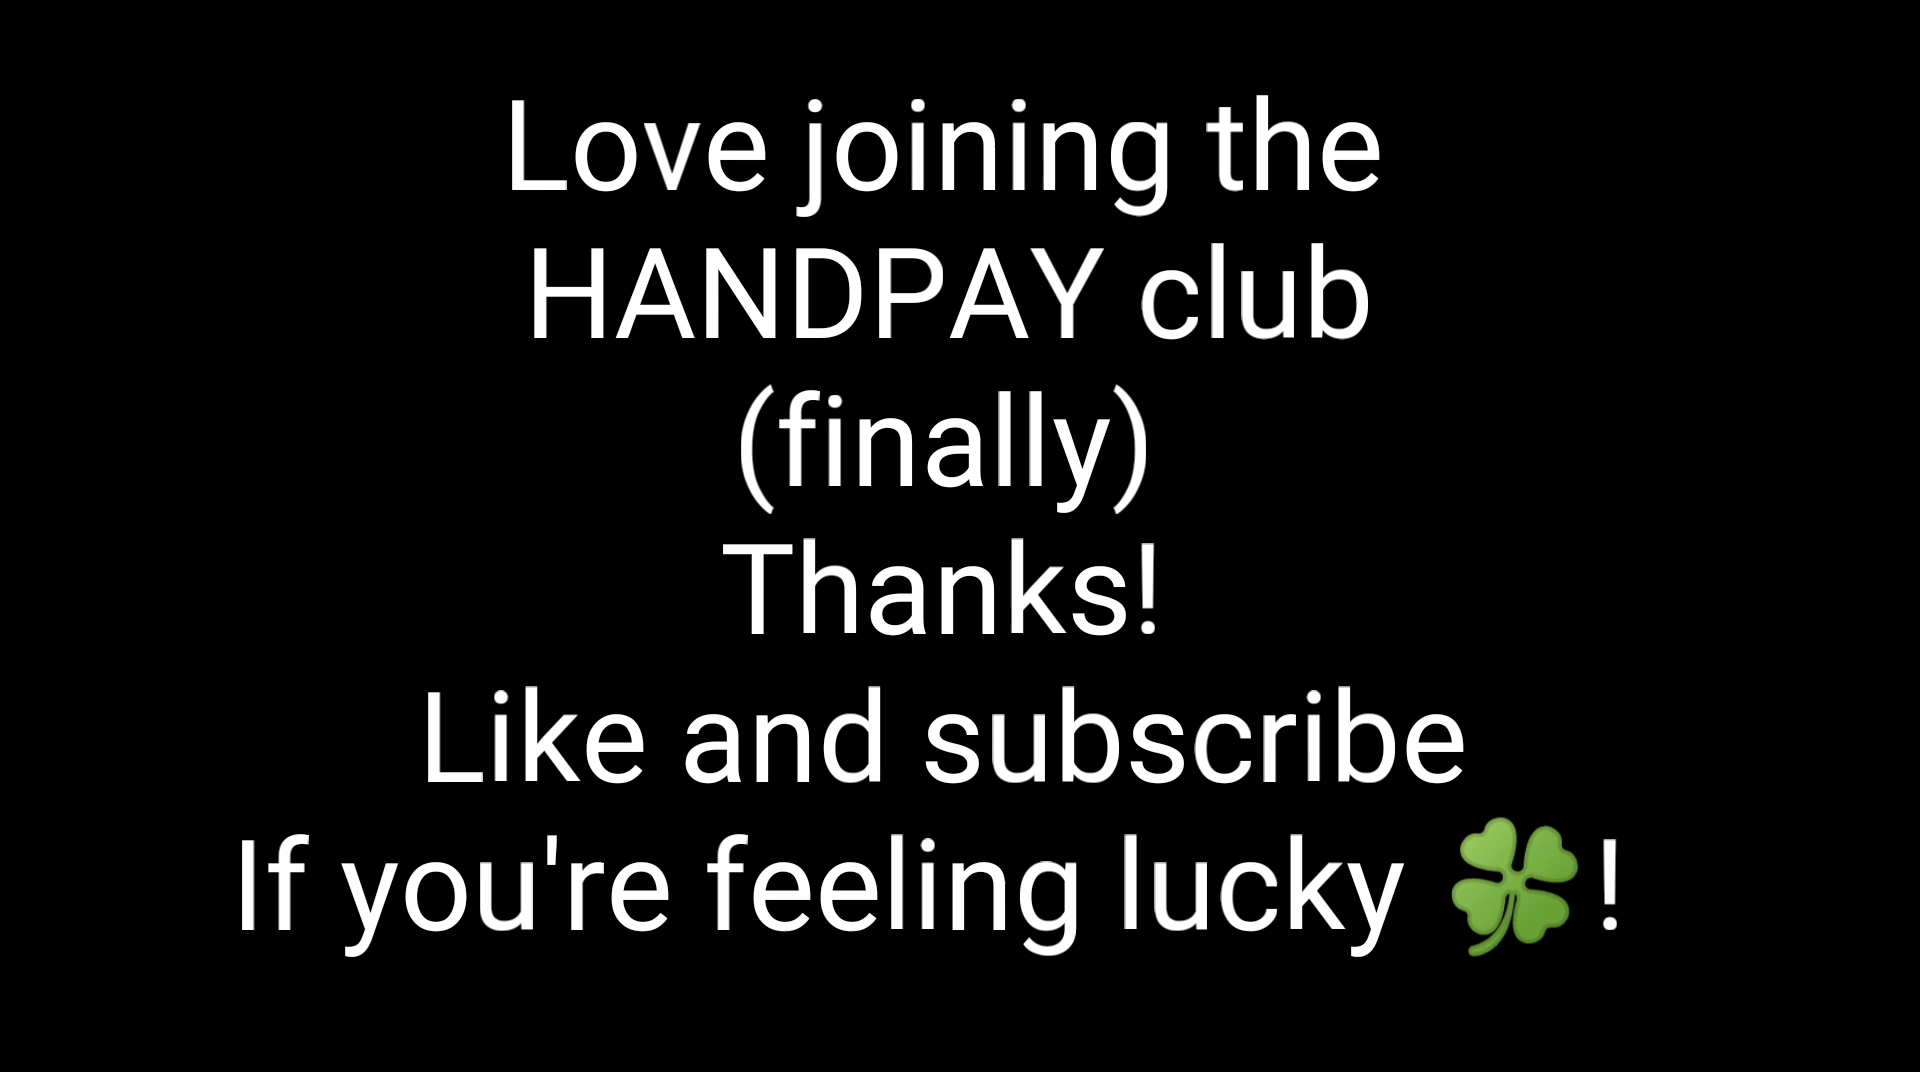 Love joining the
HANDPAY club
(finally)
Thanks!
Like and subscribe
If you're feeling lucky 🍀!